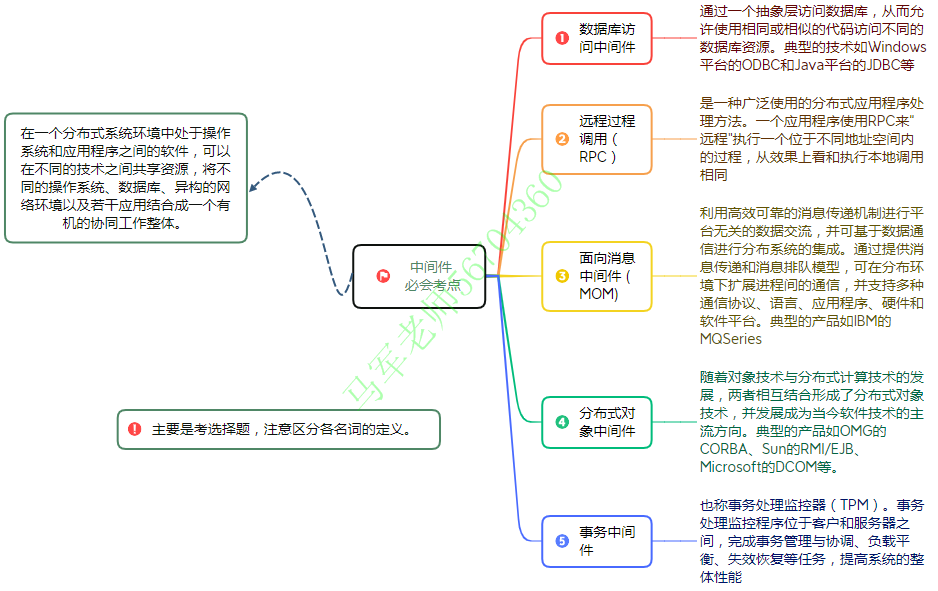 在一个分布式系统环境中处于操作
系统和应用程序之间的软件，可以
在不同的技术之间共享资源，将不
同的操作系统、数据库、异构的网
络环境以及若干应用结合成一个有
机的协同工作整体。
中间件
必会考点
主要是考选择题，注意区分各名词的定义。
1
数据库访
问中间件
通过一个抽象层访问数据库，从而允
许使用相同或相似的代码访问不同的
数据库资源。典型的技术如Windows
平台的ODBC和Java平台的JDBC等
2
远程过程
调用（
RPC）
是一种广泛使用的分布式应用程序处
理方法。一个应用程序使用RPC来“
远程”执行一个位于不同地址空间内
的过程，从效果上看和执行本地调用
相同
3
面向消息
中间件（
MOM)
利用高效可靠的消息传递机制进行平
台无关的数据交流，并可基于数据通
信进行分布系统的集成。通过提供消
息传递和消息排队模型，可在分布环
境下扩展进程间的通信，并支持多种
通信协议、语言、应用程序、硬件和
软件平台。典型的产品如IBM的
MQSeries
4
分布式对
象中间件
随着对象技术与分布式计算技术的发
展，两者相互结合形成了分布式对象
技术，并发展成为当今软件技术的主
流方向。典型的产品如OMG的
CORBA、Sun的RMI/EJB、
Microsoft的DCOM等。
5
事务中间
件
也称事务处理监控器（TPM）。事务
处理监控程序位于客户和服务器之
间，完成事务管理与协调、负载平
衡、失效恢复等任务，提高系统的整
体性能
马军老师56704360